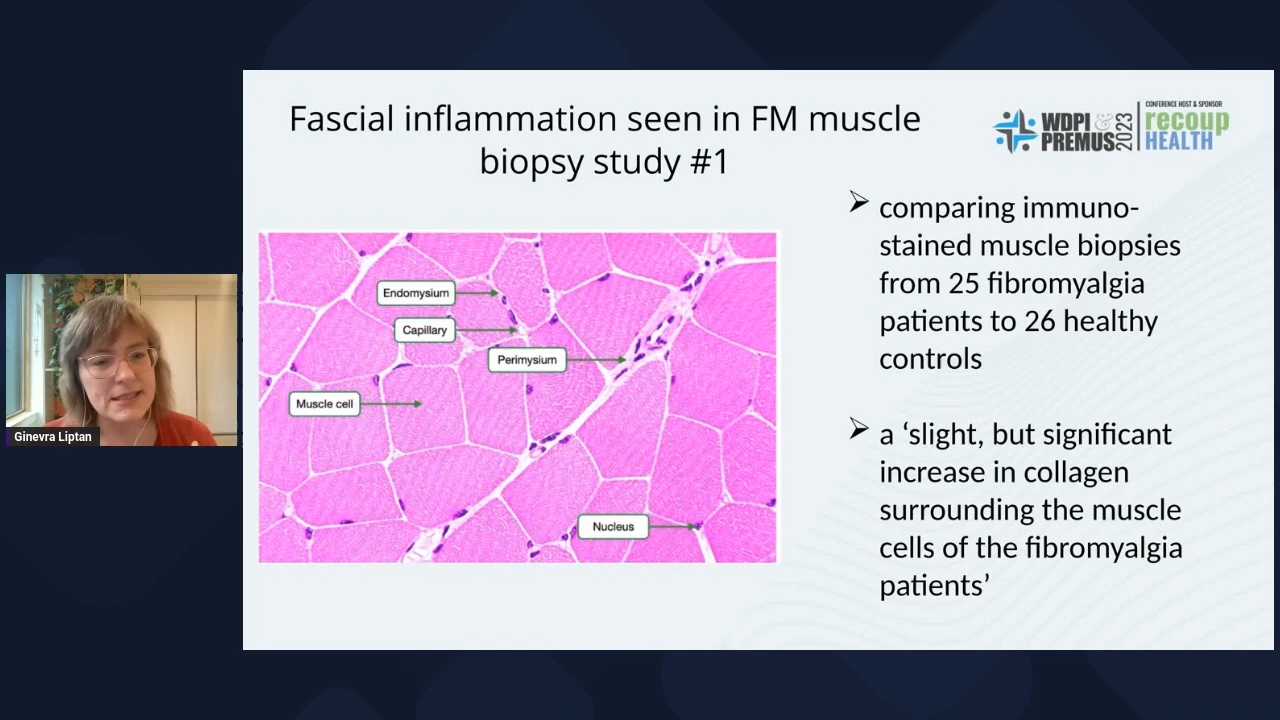 Fascial inflammation seen in FM muscle
biopsy study #1
WDPI &
PREMUS 2023
CONFERENCE HOST & SPONSOR
recoup
HEALTH
Endomysium
Capillary
Perimysium
Muscle cell
Nucleus
➢ comparing immuno-
stained muscle biopsies
from 25 fibromyalgia
patients to 26 healthy
controls
➢ a ‘slight, but significant
increase in collagen
surrounding the muscle
cells of the fibromyalgia
patients’
Ginevra Liptan